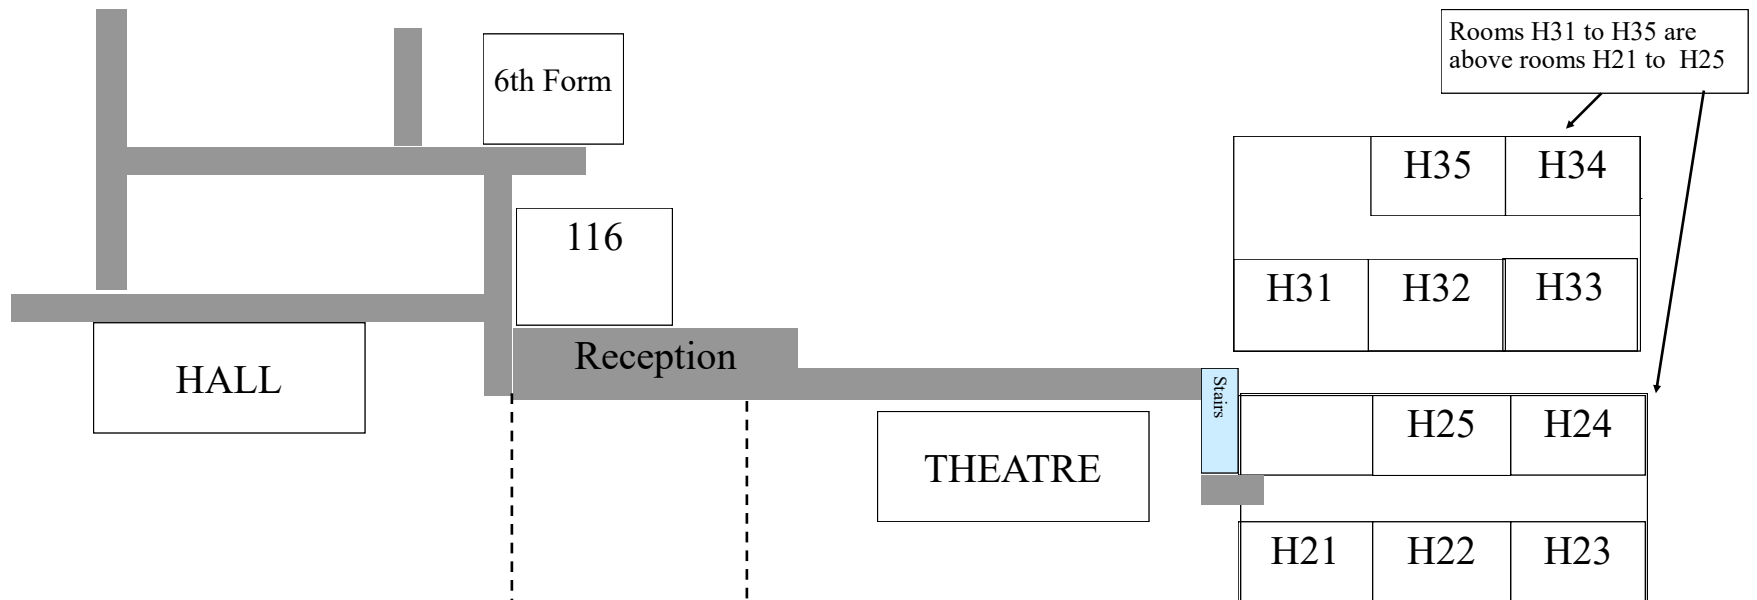 Rooms H31 to H35 are
above rooms H21 to H25
6th Form
H35
H34
116
H31
H32
H33
Reception
HALL
Stairs
H25
H24
THEATRE
H21
H22
H23